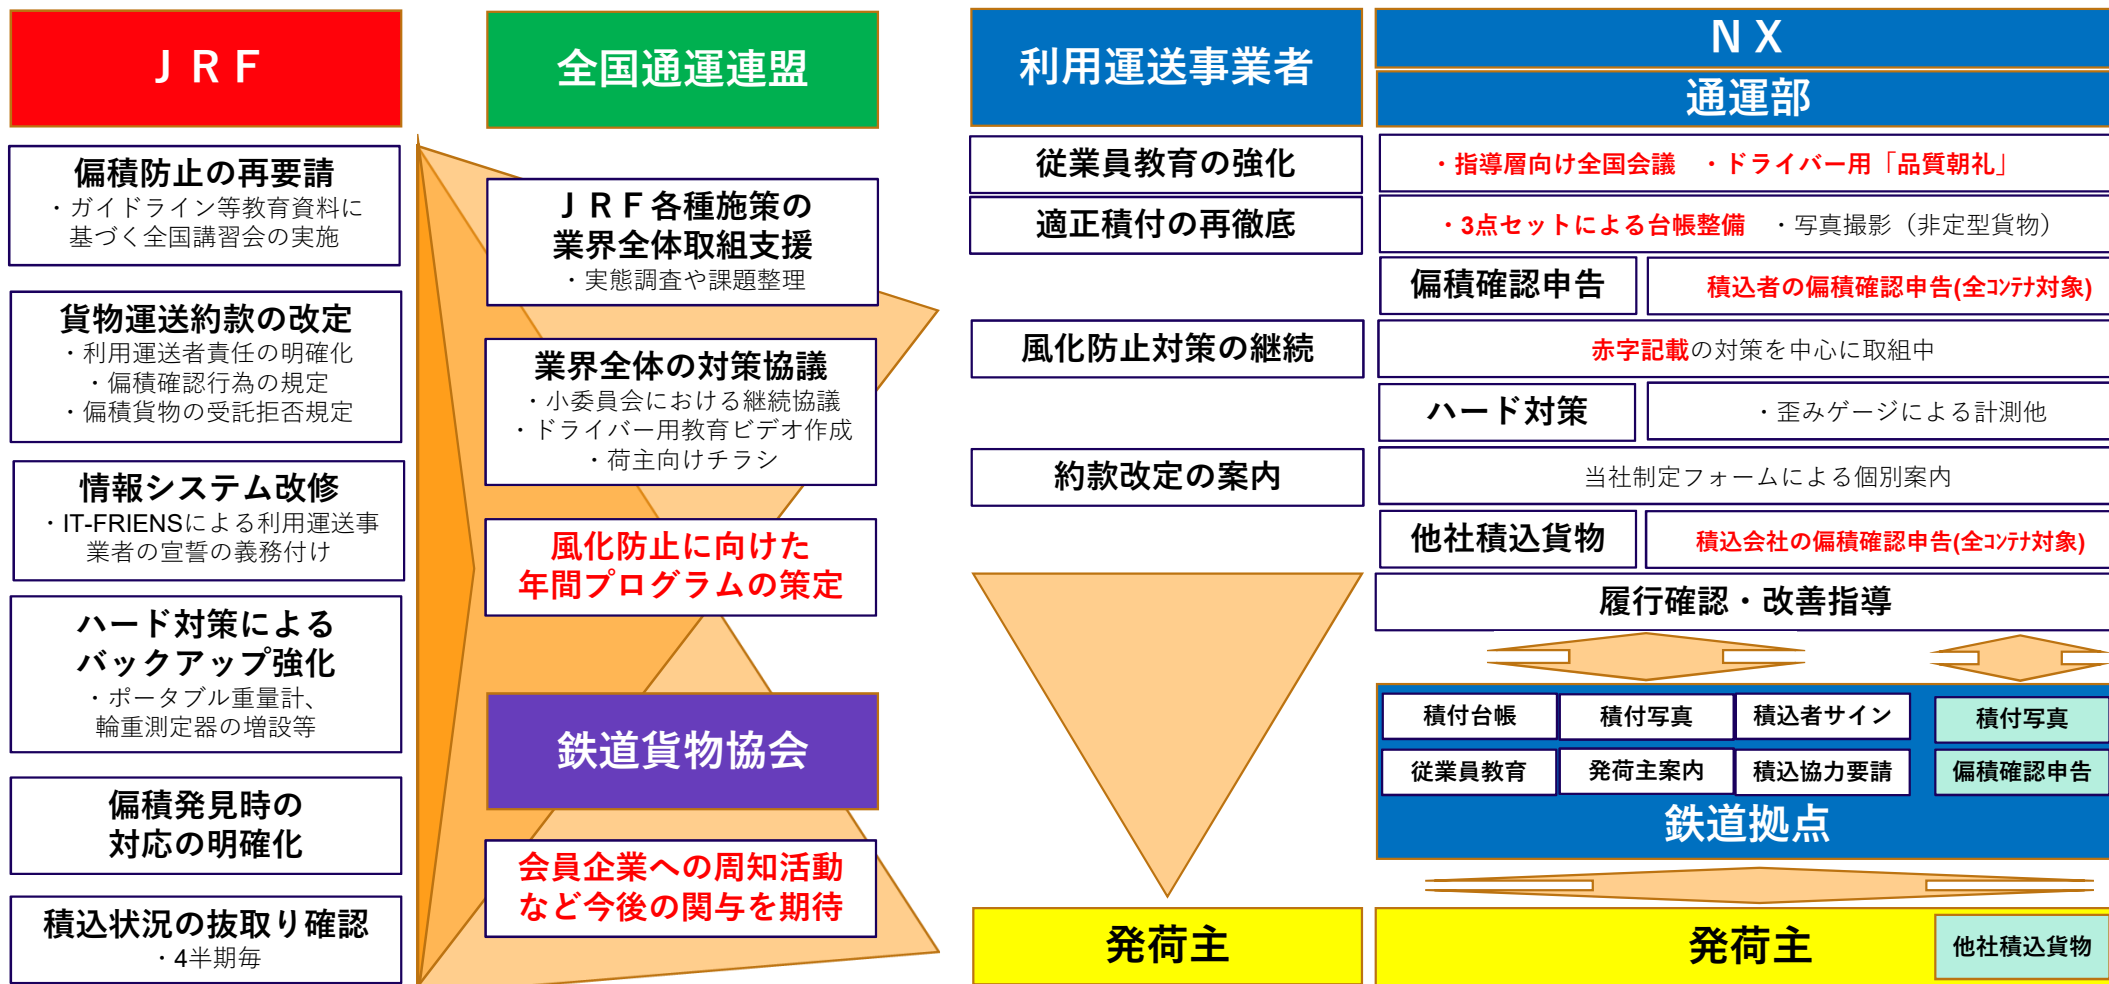 ＪＲＦ
偏積防止の再要請
・ガイドライン等教育資料に
基づく全国講習会の実施
貨物運送約款の改定
・利用運送者責任の明確化
・偏積確認行為の規定
・偏積貨物の受託拒否規定
情報システム改修
・IT-FRIENSによる利用運送事
業者の宣誓の義務付け
ハード対策による
バックアップ強化
・ポータブル重量計、
輪重測定器の増設等
偏積発見時の
対応の明確化
積込状況の抜取り確認
・4半期毎
全国通運連盟
ＪＲＦ各種施策の
業界全体取組支援
・実態調査や課題整理
業界全体の対策協議
・小委員会における継続協議
・ドライバー用教育ビデオ作成
・荷主向けチラシ
風化防止に向けた
年間プログラムの策定
鉄道貨物協会
会員企業への周知活動
など今後の関与を期待
利用運送事業者
従業員教育の強化
適正積付の再徹底
風化防止対策の継続
約款改定の案内
発荷主
ＮＸ
通運部
・指導層向け全国会議　・ドライバー用「品質朝礼」
・3点セットによる台帳整備　・写真撮影（非定型貨物）
偏積確認申告　積込者の偏積確認申告(全ｺﾝﾃﾅ対象)
赤字記載の対策を中心に取組中
ハード対策　・歪みゲージによる計測他
当社制定フォームによる個別案内
他社積込貨物　積込会社の偏積確認申告(全ｺﾝﾃﾅ対象)
履行確認・改善指導
積付台帳　積付写真　積込者サイン　積付写真
従業員教育　発荷主案内　積込協力要請　偏積確認申告
鉄道拠点
発荷主　他社積込貨物